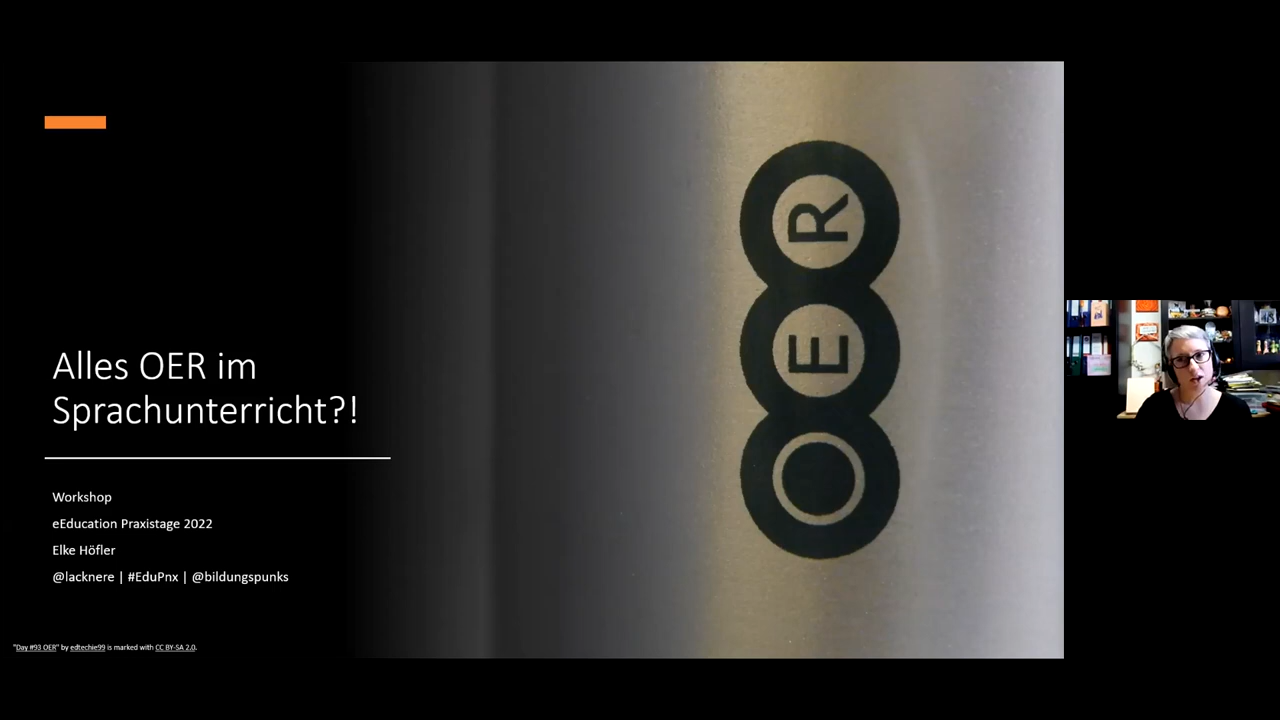 Alles OER im
Sprachunterricht?!
Workshop
eEducation Praxistage 2022
Elke Höfler
@lacknere | #EduPnx | @bildungspunks
"Day #93 OER" by edtechie99 is marked with CC BY-SA 2.0.
OER